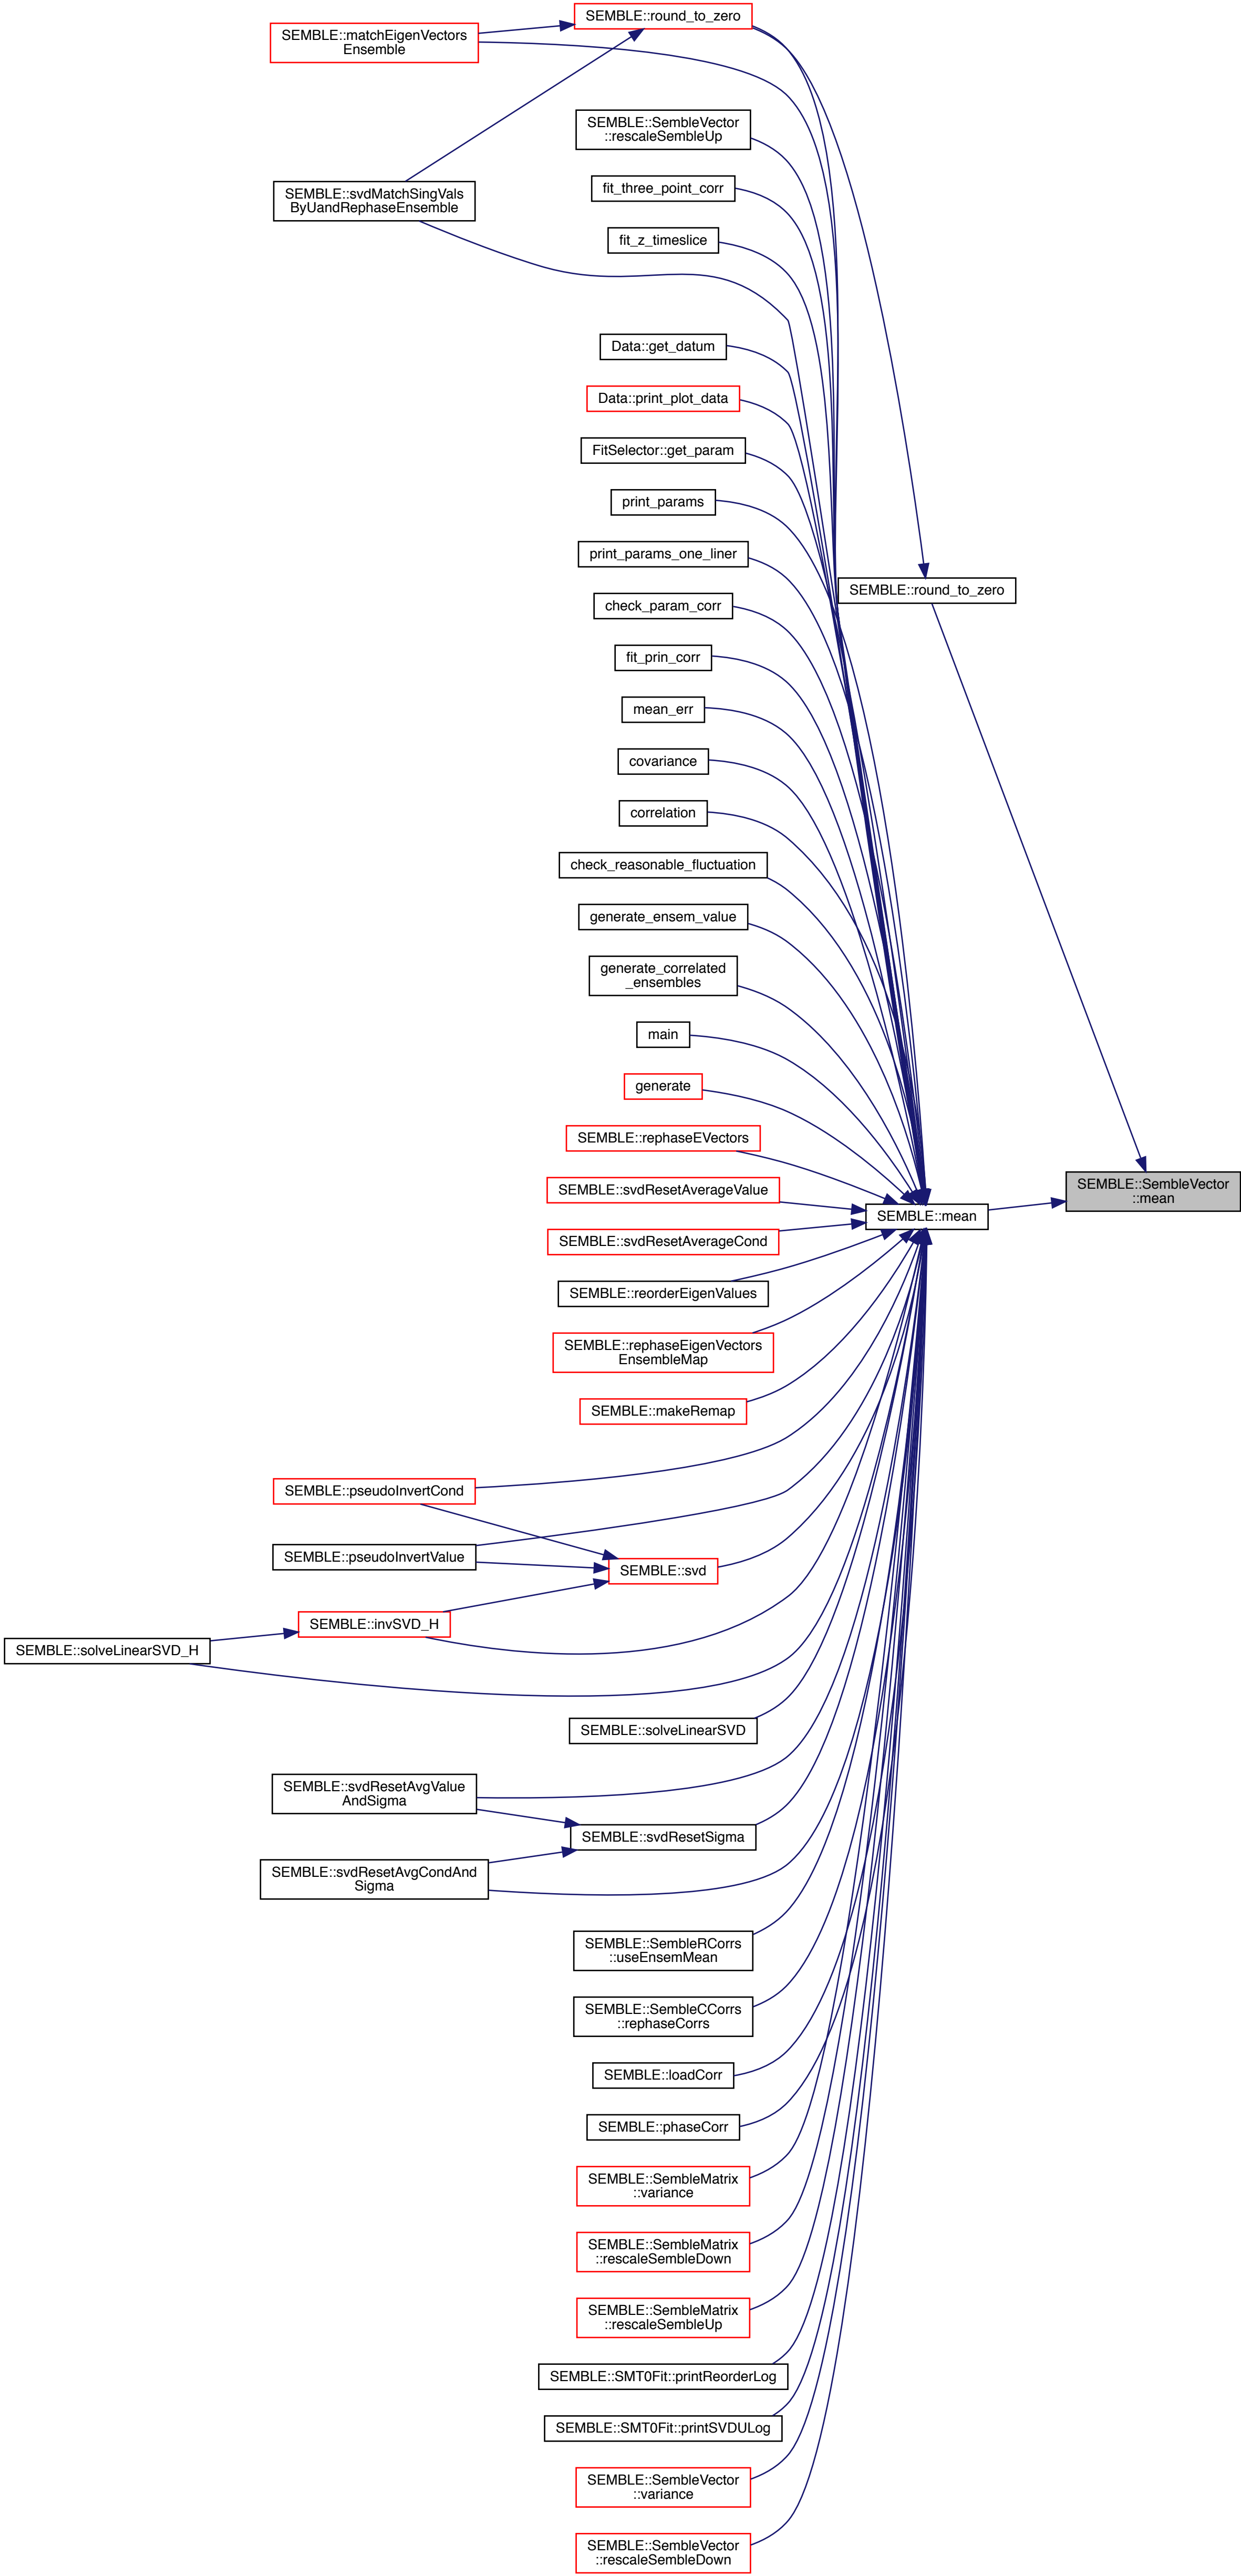 SEMBLE::round_to_zero
SEMBLE::matchEigenVectors
Ensemble
SEMBLE::SembleVector
::rescaleSembleUp
fit_three_point_corr
SEMBLE::svdMatchSingVals
ByUandRephaseEnsemble
fit_z_timeslice
Data::get_datum
Data::print_plot_data
FitSelector::get_param
print_params
print_params_one_liner
SEMBLE::round_to_zero
check_param_corr
fit_prin_corr
mean_err
covariance
correlation
check_reasonable_fluctuation
generate_ensem_value
generate_correlated
_ensembles
main
generate
SEMBLE::rephaseEVectors
SEMBLE::svdResetAverageValue
SEMBLE::SembleVector
::mean
SEMBLE::mean
SEMBLE::svdResetAverageCond
SEMBLE::reorderEigenValues
SEMBLE::rephaseEigenVectors
EnsembleMap
SEMBLE::makeRemap
SEMBLE::pseudoInvertCond
SEMBLE::pseudoInvertValue
SEMBLE::svd
SEMBLE::invSVD_H
SEMBLE::solveLinearSVD_H
SEMBLE::solveLinearSVD
SEMBLE::svdResetAvgValue
AndSigma
SEMBLE::svdResetSigma
SEMBLE::svdResetAvgCondAnd
Sigma
SEMBLE::SembleRCorrs
::useEnsemMean
SEMBLE::SembleCCorrs
::rephaseCorrs
SEMBLE::loadCorr
SEMBLE::phaseCorr
SEMBLE::SembleMatrix
::variance
SEMBLE::SembleMatrix
::rescaleSembleDown
SEMBLE::SembleMatrix
::rescaleSembleUp
SEMBLE::SMT0Fit::printReorderLog
SEMBLE::SMT0Fit::printSVDULog
SEMBLE::SembleVector
::variance
SEMBLE::SembleVector
::rescaleSembleDown